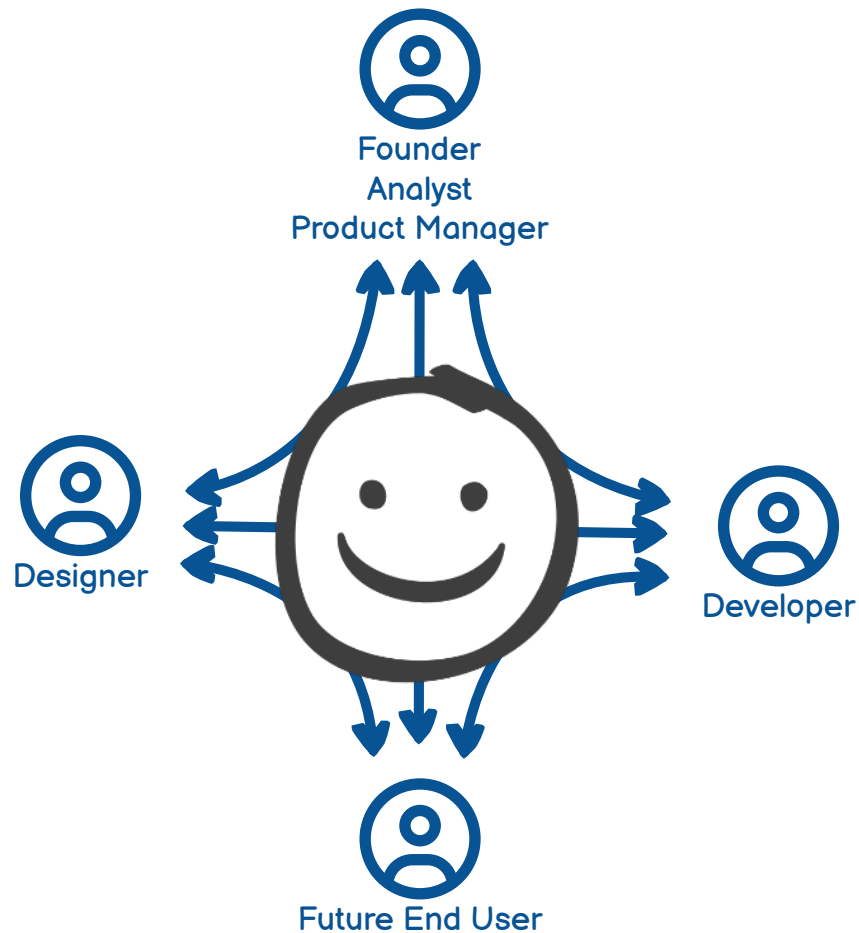 Founder
Analyst
Product Manager
Designer
Developer
Future End User